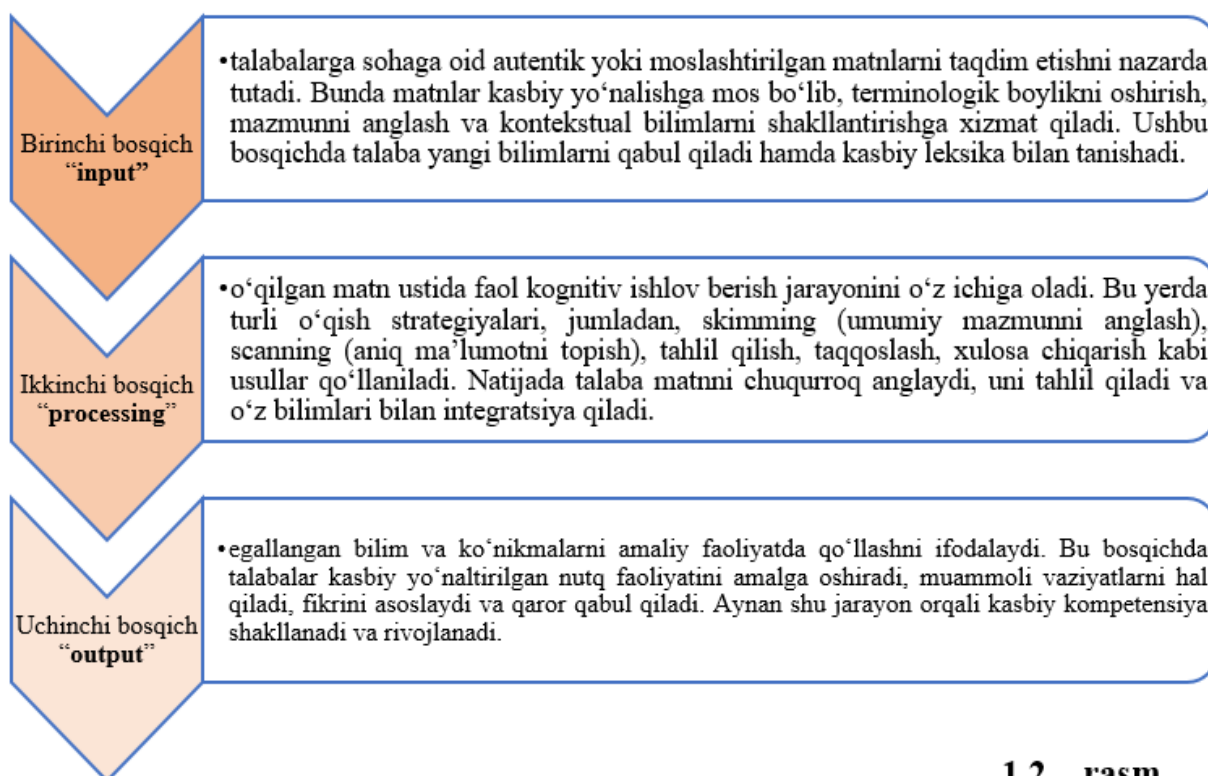 Birinchi bosqich
“input”
•talabalarga sohaga oid autentik yoki moslashtirilgan matnlarni taqdim etishni nazarda
tutadi. Bunda matnlar kasbiy yo‘nalishga mos bo‘lib, terminologik boylikni oshirish,
mazmunni anglash va kontekstual bilimlarni shakllantirishga xizmat qiladi. Ushbu
bosqichda talaba yangi bilimlarni qabul qiladi hamda kasbiy leksika bilan tanishadi.
Ikkinchi bosqich
“processing”
•o‘qilgan matn ustida faol kognitiv ishlov berish jarayonini o‘z ichiga oladi. Bu yerda
turli o‘qish strategiyalari, jumladan, skimming (umumiy mazmunni anglash),
scanning (aniq ma’lumotni topish), tahlil qilish, taqqoslash, xulosa chiqarish kabi
usullar qo‘llaniladi. Natijada talaba matnni chuqurroq anglaydi, uni tahlil qiladi va
o‘z bilimlari bilan integratsiya qiladi.
Uchinchi bosqich
“output”
•egallangan bilim va ko‘nikmalarni amaliy faoliyatda qo‘llashni ifodalaydi. Bu bosqichda
talabalar kasbiy yo‘naltirilgan nutq faoliyatini amalga oshiradi, muammoli vaziyatlarni hal
qiladi, fikrini asoslaydi va qaror qabul qiladi. Aynan shu jarayon orqali kasbiy kompetensiya
shakllanadi va rivojlanadi.
1.2 – rasm